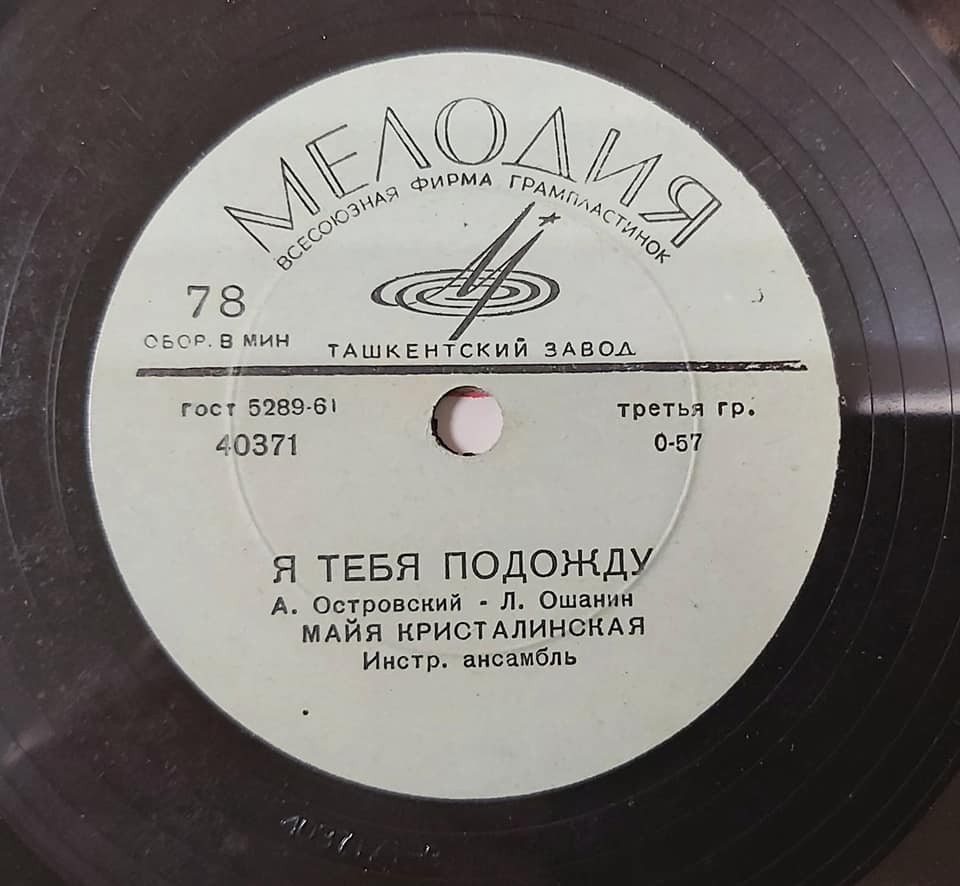 МЕЛОДИЯ
ВСЕСОЮЗНАЯ ФИРМА ГРАМПЛАСТИНОК
78
ОБОР. В МИН
ТАШКЕНТСКИЙ ЗАВОД
ГОСТ 5289-61
третья гр.
40371
0-57
Я ТЕБЯ ПОДОЖДУ
А. Островский - Л. Ошанин
МАЙЯ КРИСТАЛИНСКАЯ
Инстр. ансамбль